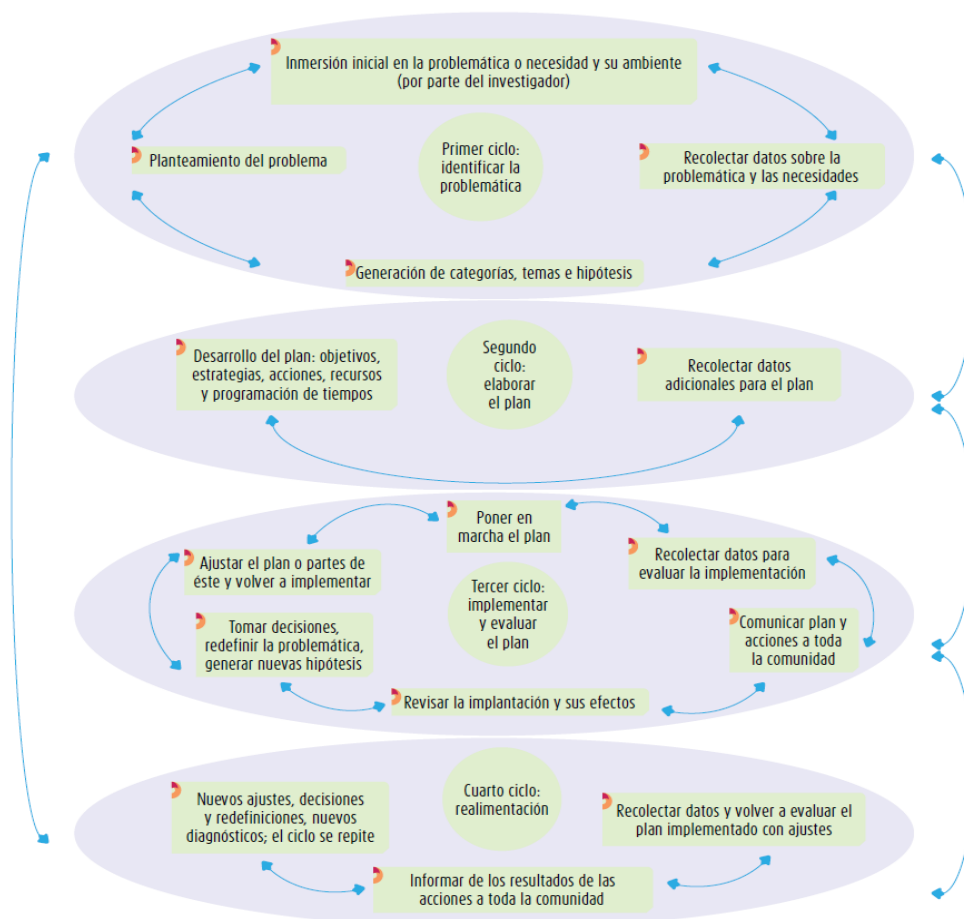 Inmersión inicial en la problemática o necesidad y su ambiente
(por parte del investigador)
Planteamiento del problema
Primer ciclo:
identificar la
problemática
Recolectar datos sobre la
problemática y las necesidades
Generación de categorías, temas e hipótesis
Desarrollo del plan: objetivos,
estrategias, acciones, recursos
y programación de tiempos
Segundo
ciclo:
elaborar
el plan
Recolectar datos
adicionales para el plan
Poner en
marcha el plan
Ajustar el plan o partes de
éste y volver a implementar
Recolectar datos para
evaluar la implementación
Tercer ciclo:
implementar
y evaluar
el plan
Tomar decisiones,
redefinir la problemática,
generar nuevas hipótesis
Comunicar plan y
acciones a toda
la comunidad
Revisar la implantación y sus efectos
Cuarto ciclo:
realimentación
Nuevos ajustes, decisiones
y redefiniciones, nuevos
diagnósticos; el ciclo se repite
Recolectar datos y volver a evaluar el
plan implementado con ajustes
Informar de los resultados de las
acciones a toda la comunidad